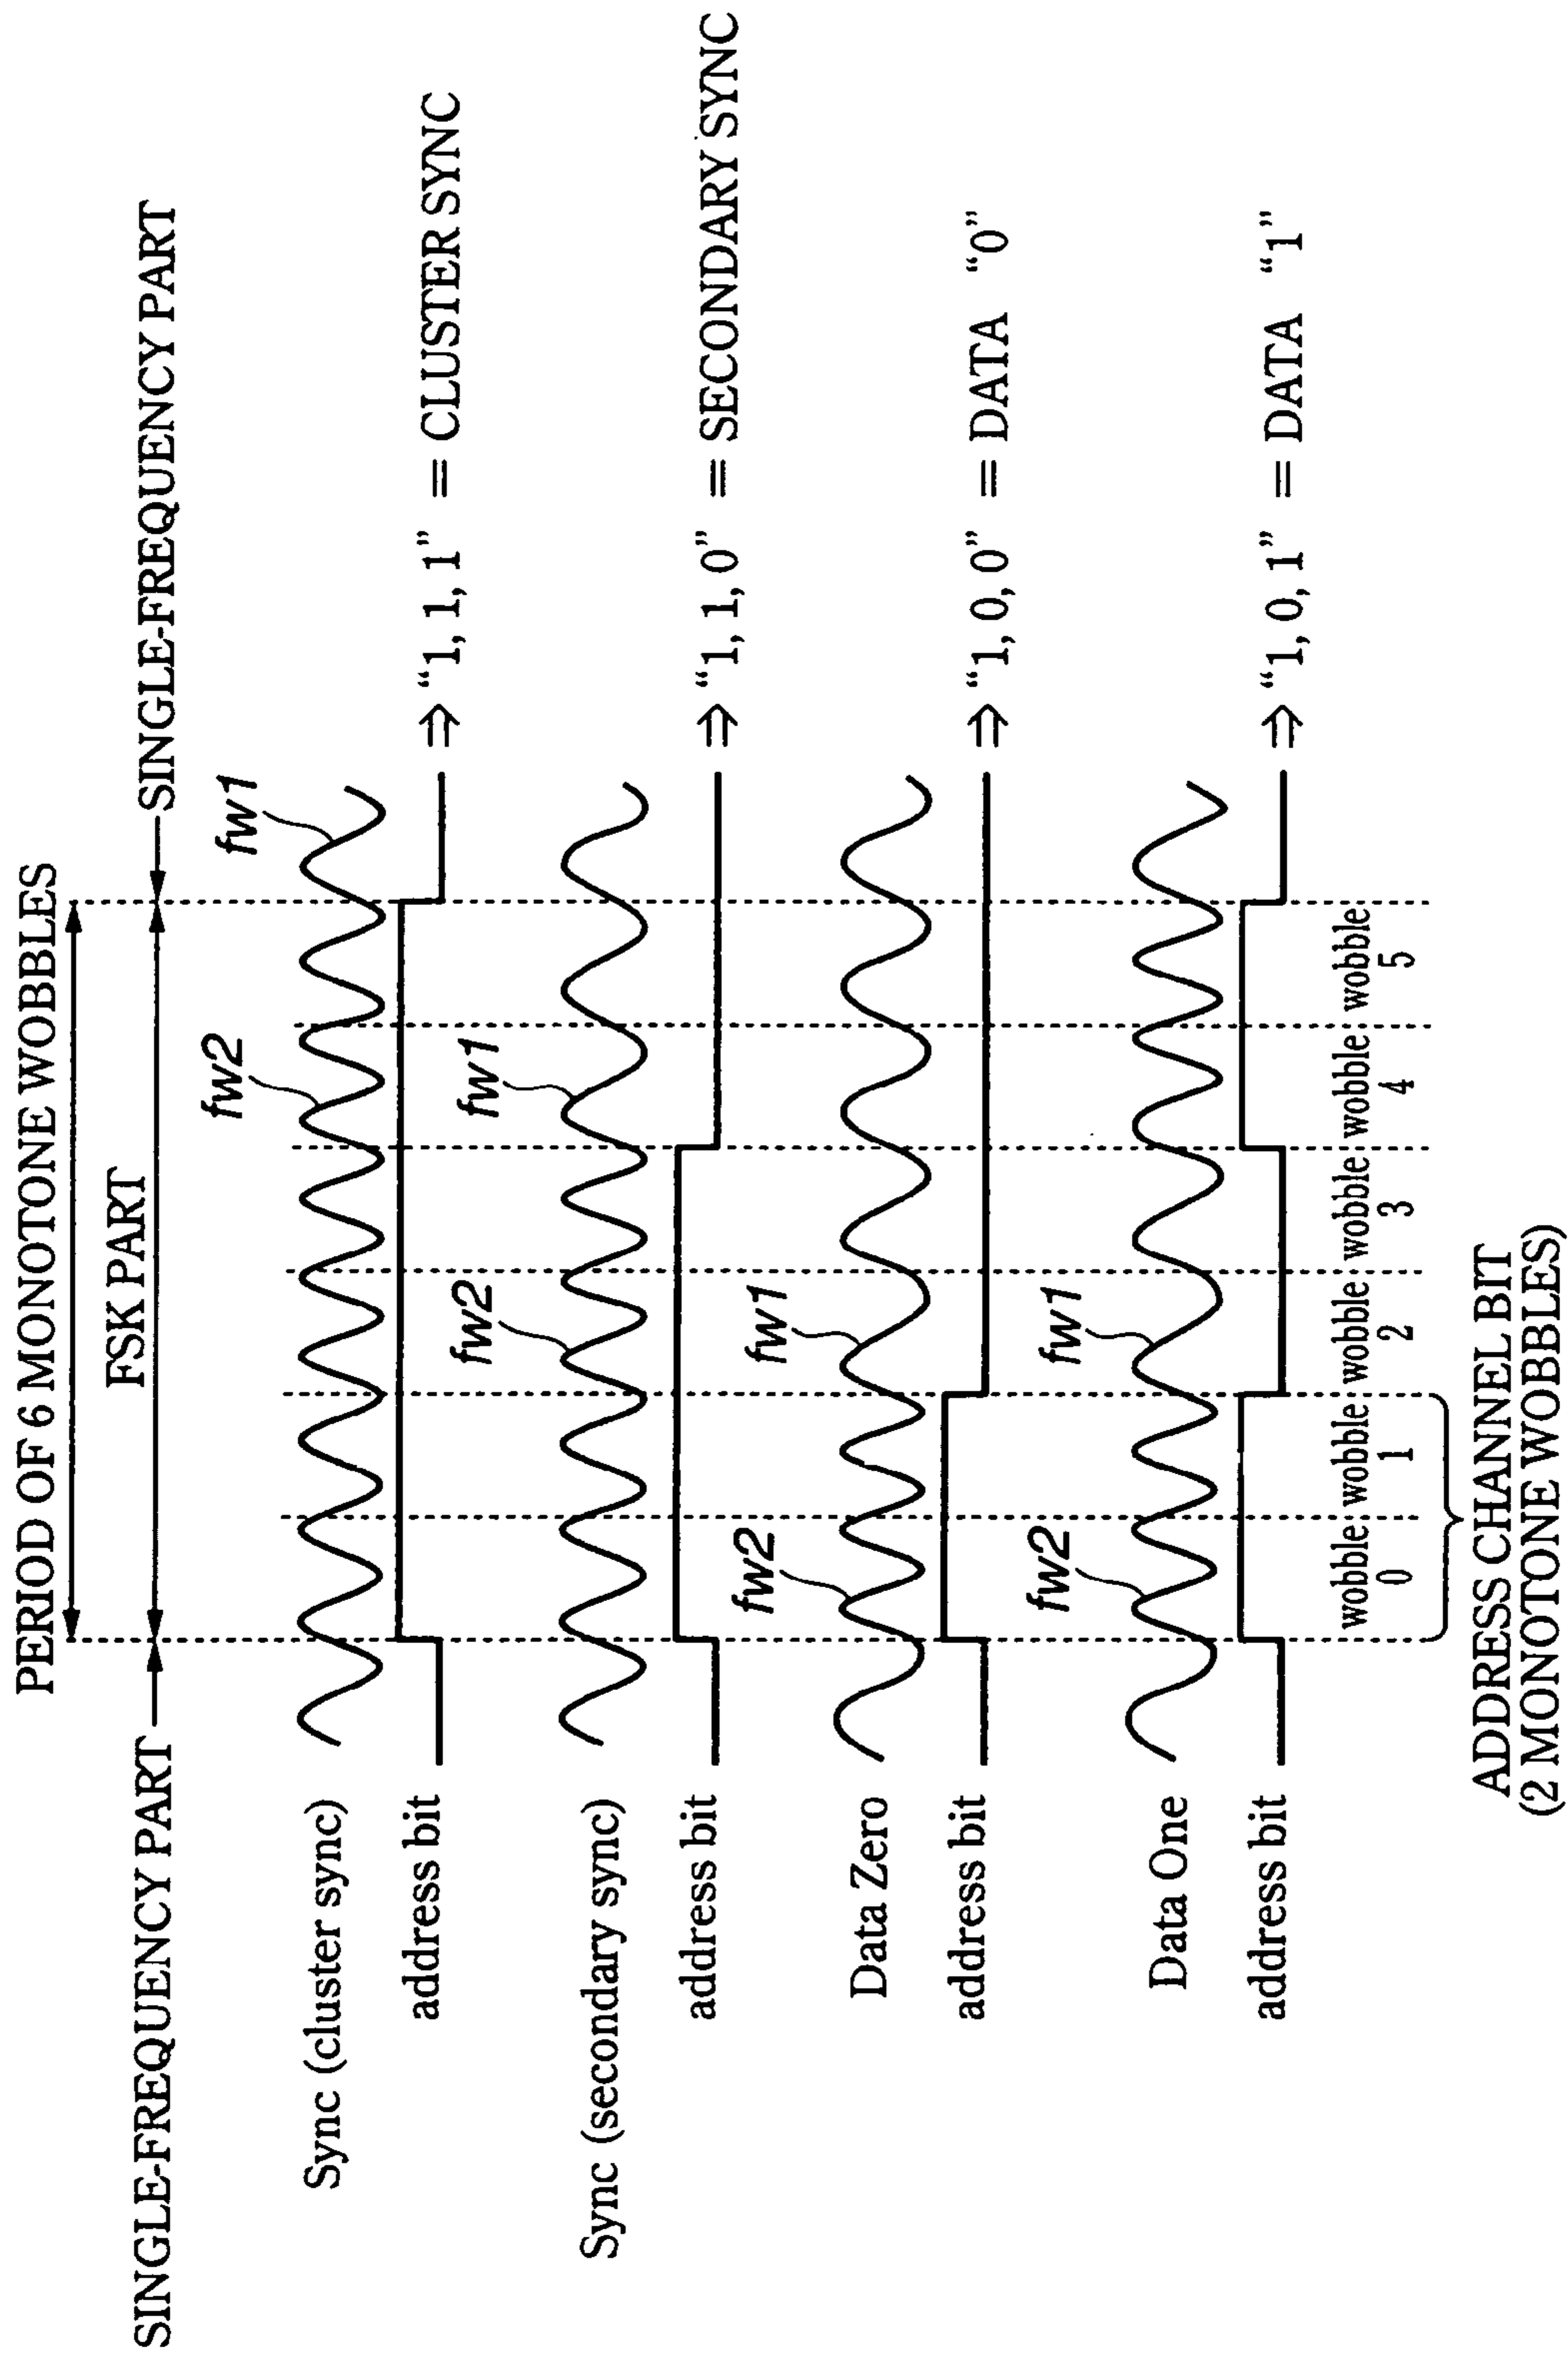 PERIOD OF 6 MONOTONE WOBBLES
SINGLE-FREQUENCY PART
FSK PART
SINGLE-FREQUENCY PART
fw2
fw1
Sync (cluster sync)
address bit
⇒ “1, 1, 1” = CLUSTER SYNC
fw2
fw1
Sync (secondary sync)
address bit
⇒ “1, 1, 0” = SECONDARY SYNC
fw2
fw1
Data Zero
address bit
⇒ “1, 0, 0” = DATA “0”
fw2
fw1
Data One
address bit
⇒ “1, 0, 1” = DATA “1”
wobble wobble wobble wobble wobble wobble
0 1 2 3 4 5
ADDRESS CHANNEL BIT
(2 MONOTONE WOBBLES)